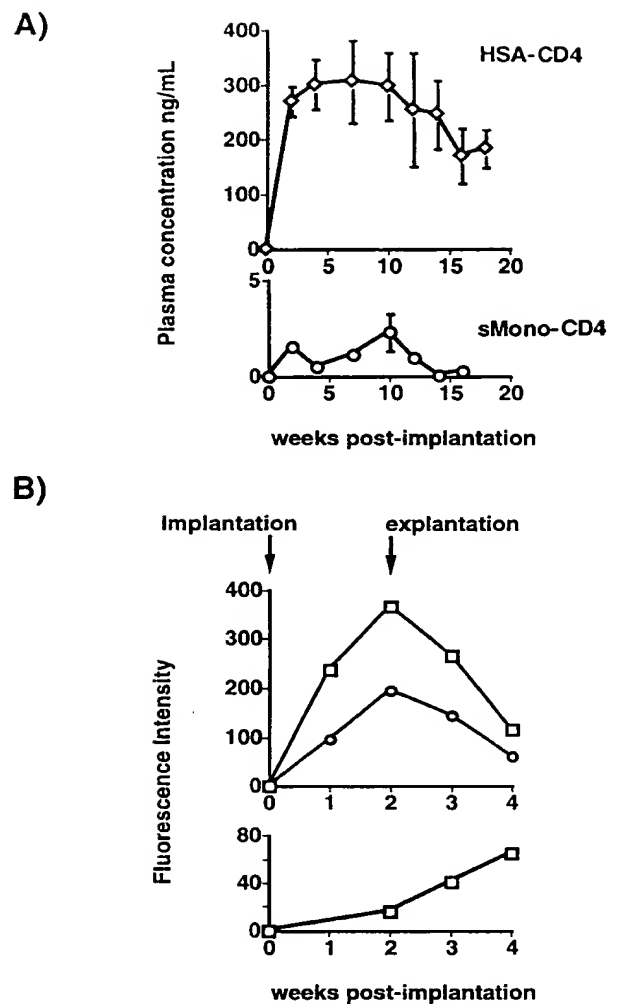 A)
Plasma concentration ng/mL
400
300
200
100
0
HSA-CD4
0 5 10 15 20
5
0
sMono-CD4
0 5 10 15 20
weeks post-implantation
B)
Implantation explantation
Fluorescence Intensity
400
300
200
100
0
0 1 2 3 4
80
40
0
0 1 2 3 4
weeks post-implantation